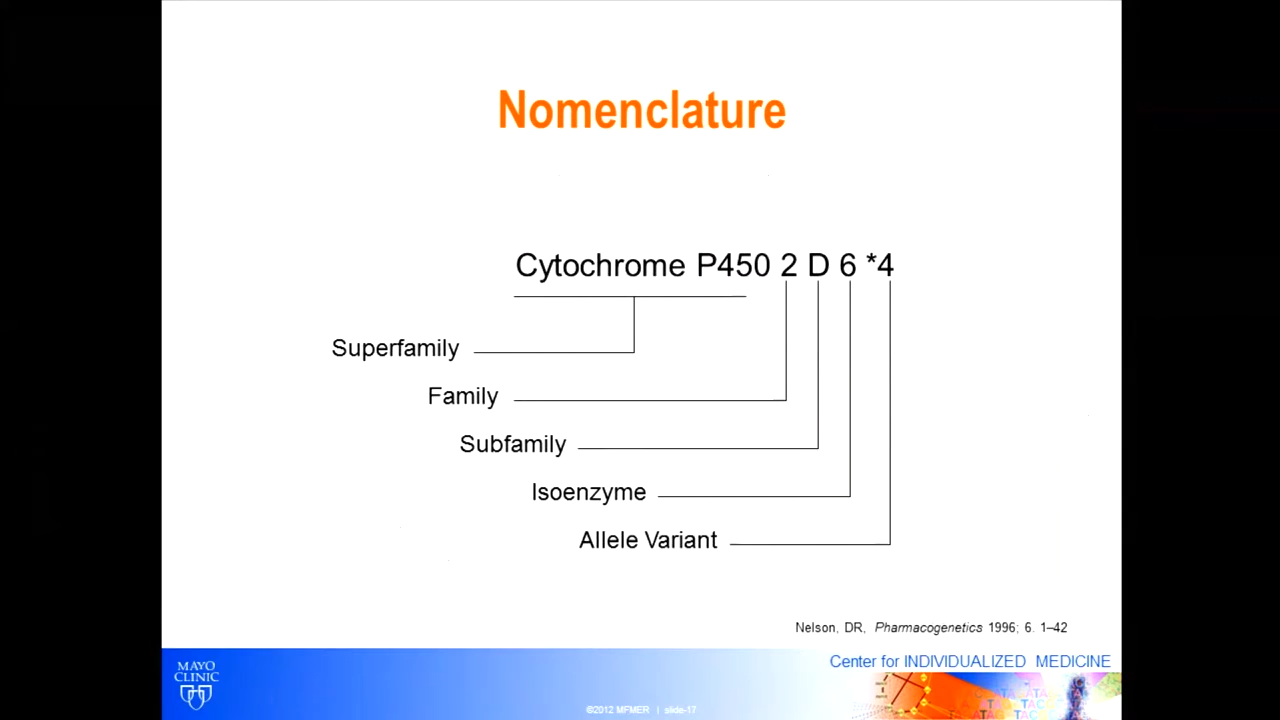 Nomenclature
Cytochrome P450 2 D 6 *4
Superfamily
Family
Subfamily
Isoenzyme
Allele Variant
Nelson, DR, Pharmacogenetics 1996; 6. 1–42
Center for INDIVIDUALIZED MEDICINE
MAYO
CLINIC
©2012 MFMER | slide-17